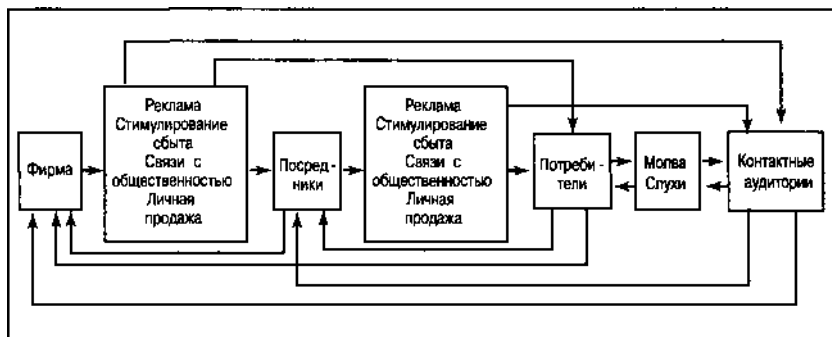 Фирма
Реклама
Стимулирование
сбыта
Связи с
общественностью
Личная
продажа
Посред-
ники
Реклама
Стимулирование
сбыта
Связи с
общественностью
Личная
продажа
Потреби-
тели
Молва
Слухи
Контактные
аудитории